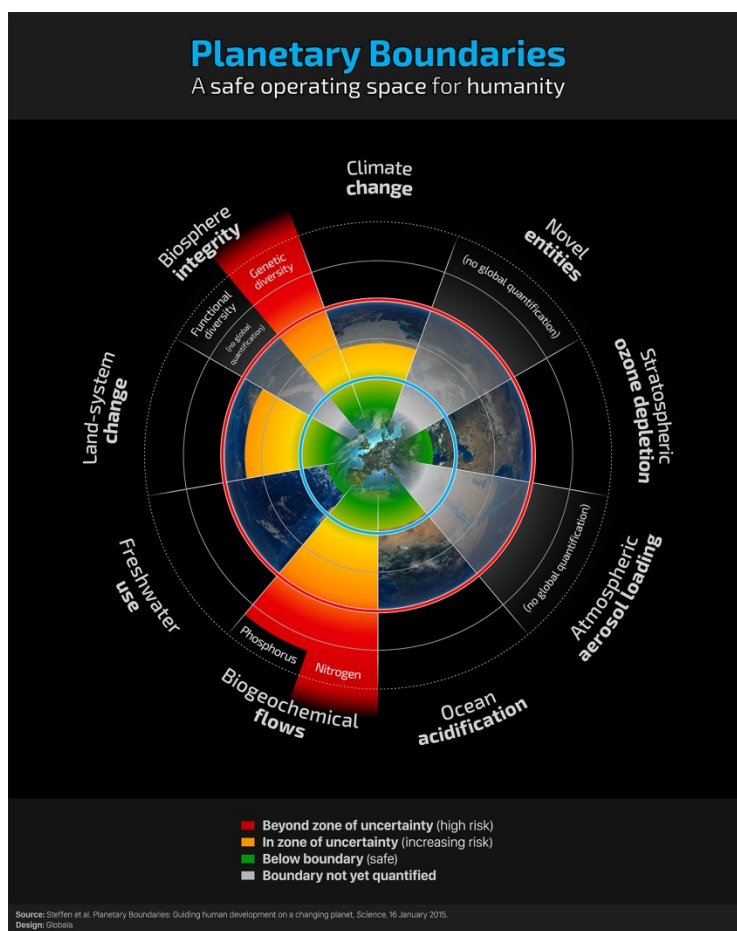 Planetary Boundaries
A safe operating space for humanity
Climate
change
Novel
entities
(no global quantification)
Stratospheric
ozone depletion
Atmospheric
aerosol loading
(no global quantification)
Ocean
acidification
Biogeochemical
flows
Phosphorus
Nitrogen
Freshwater
use
Land-system
change
Biosphere
integrity
Functional
diversity
(no global
quantification)
Genetic
diversity
Beyond zone of uncertainty (high risk)
In zone of uncertainty (increasing risk)
Below boundary (safe)
Boundary not yet quantified
Source: Steffen et al. Planetary Boundaries: Guiding human development on a changing planet, Science, 16 January 2015.
Design: Globaïa